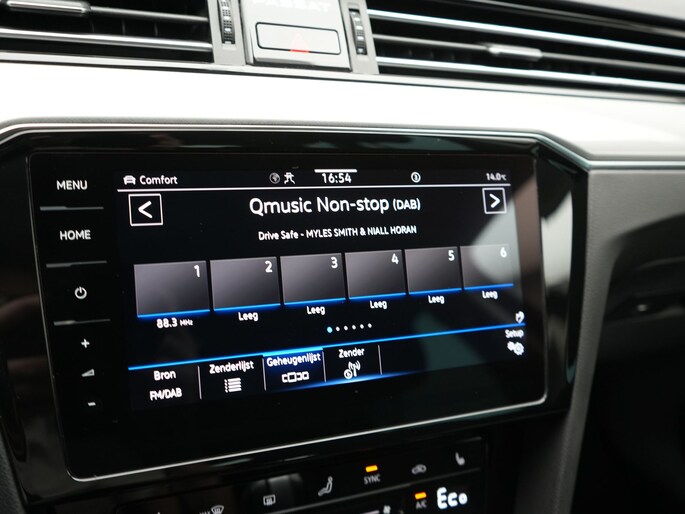 PASSAT
MENU
HOME
Comfort
16:54
14.0°C
Qmusic Non-stop (DAB)
Drive Safe - MYLES SMITH & NIALL HORAN
1 2 3 4 5 6
88.3 MHz Leeg Leeg Leeg Leeg Leeg
Setup
Bron
FM/DAB
Zenderlijst
Geheugenlijst
Zender
SYNC
A/C
Eco